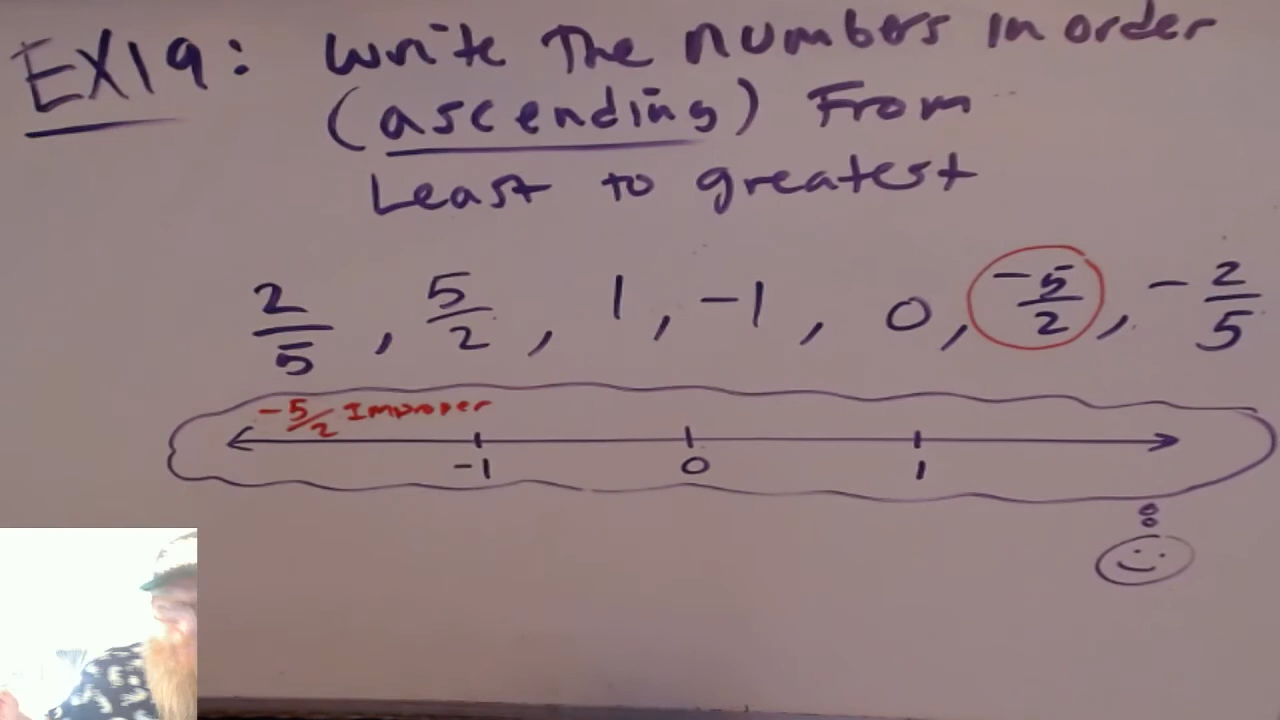 EX19: Write The numbers in order
(ascending) From
Least to greatest
2/5, 5/2, 1, -1, 0, -5/2, -2/5
-5/2 Improper
-1 0 1